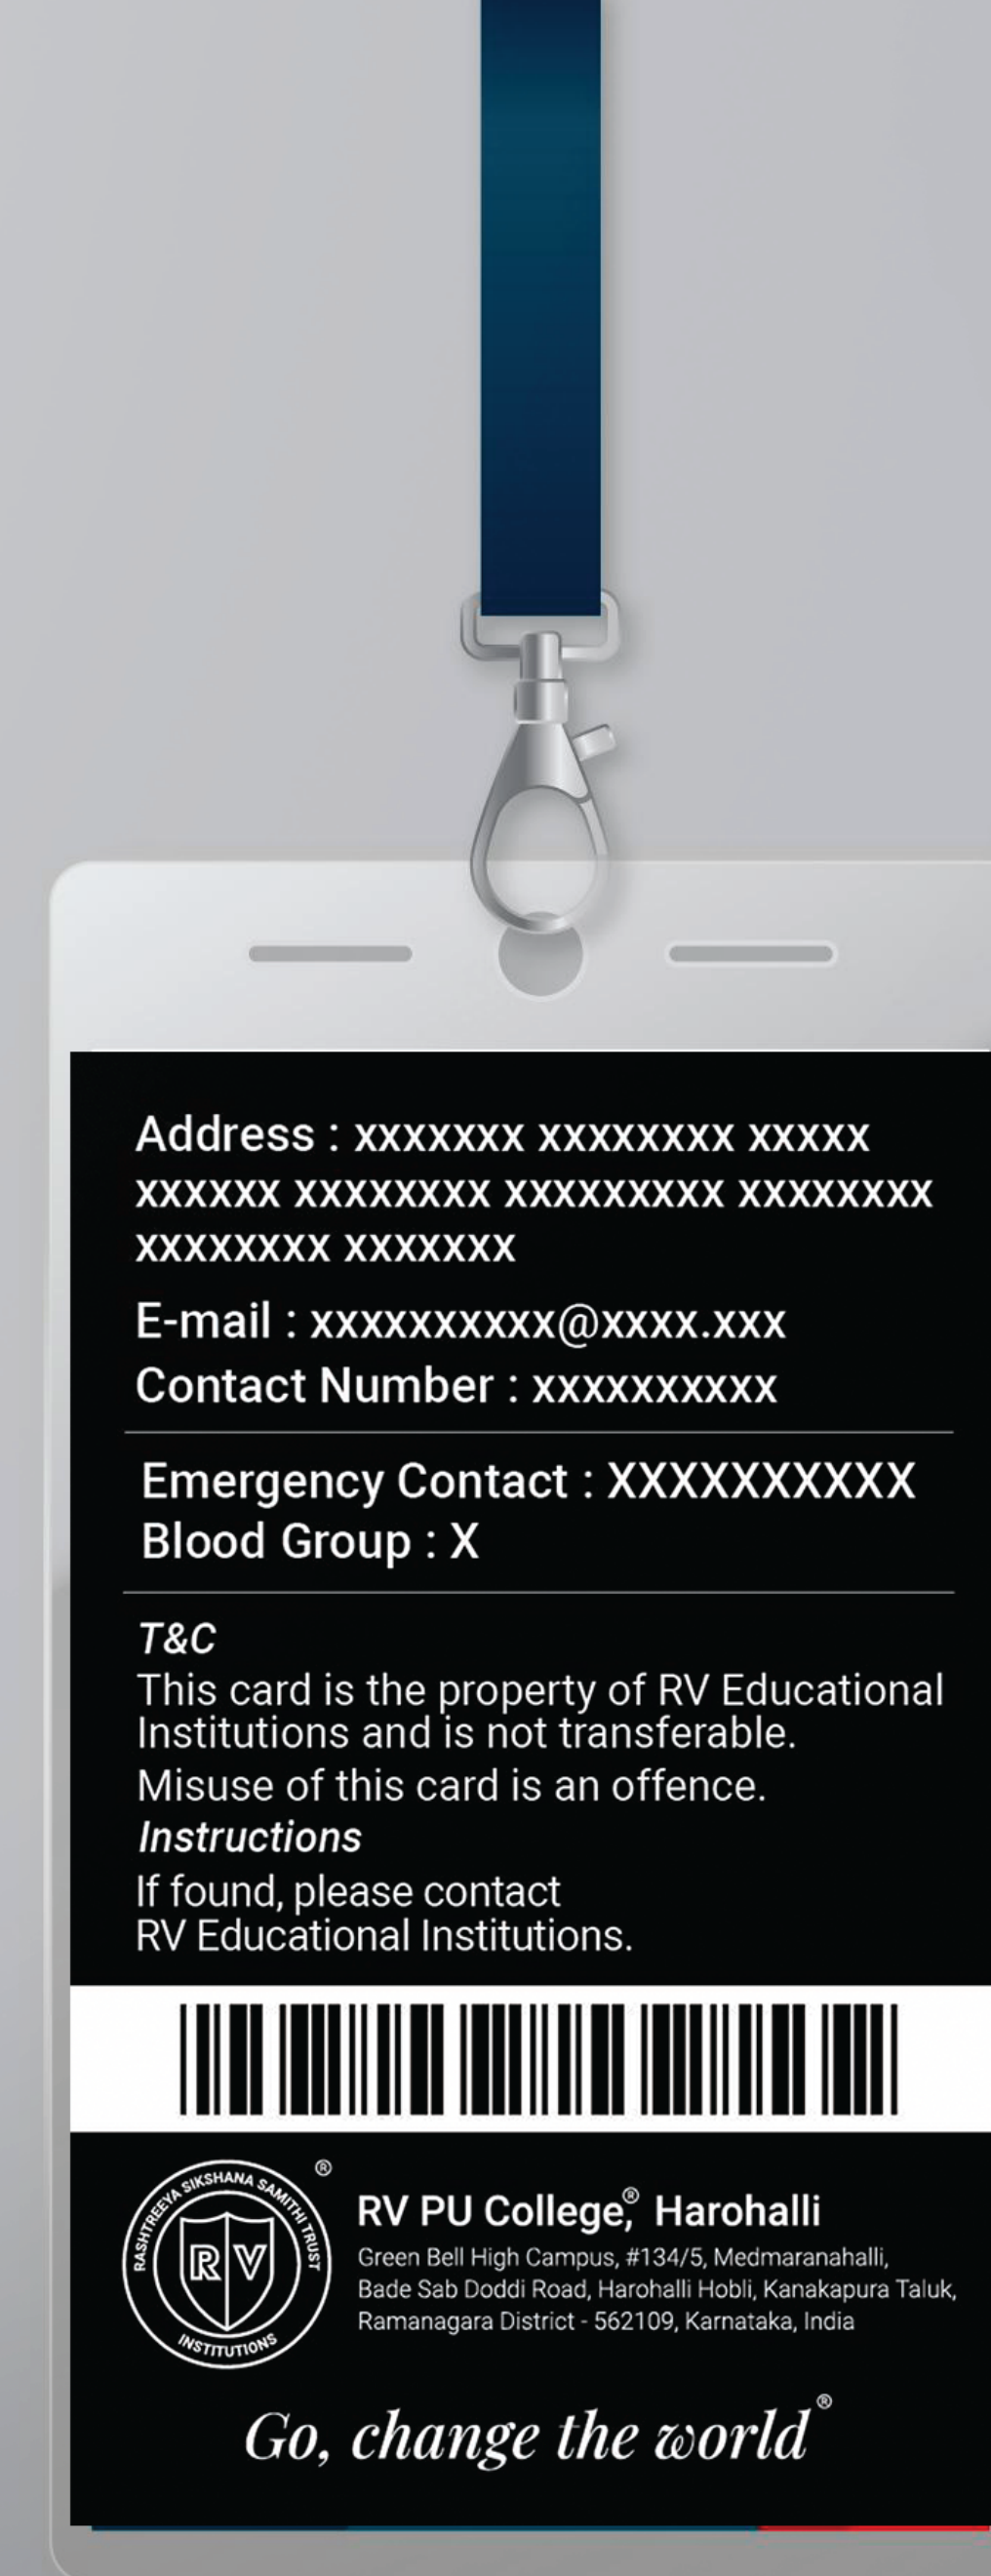 Address : xxxxxxx xxxxxxxx xxxxx
xxxxxx xxxxxxxx xxxxxxxxx xxxxxxxx
xxxxxxxx xxxxxxx
E-mail : xxxxxxxxxx@xxxx.xxx
Contact Number : xxxxxxxxxx
Emergency Contact : XXXXXXXXXX
Blood Group : X
T&C
This card is the property of RV Educational
Institutions and is not transferable.
Misuse of this card is an offence.
Instructions
If found, please contact
RV Educational Institutions.
RASHTREEYA SIKSHANA SAMITHI TRUST
®
RV
INSTITUTIONS
RV PU College,® Harohalli
Green Bell High Campus, #134/5, Medmaranahalli,
Bade Sab Doddi Road, Harohalli Hobli, Kanakapura Taluk,
Ramanagara District - 562109, Karnataka, India
Go, change the world®